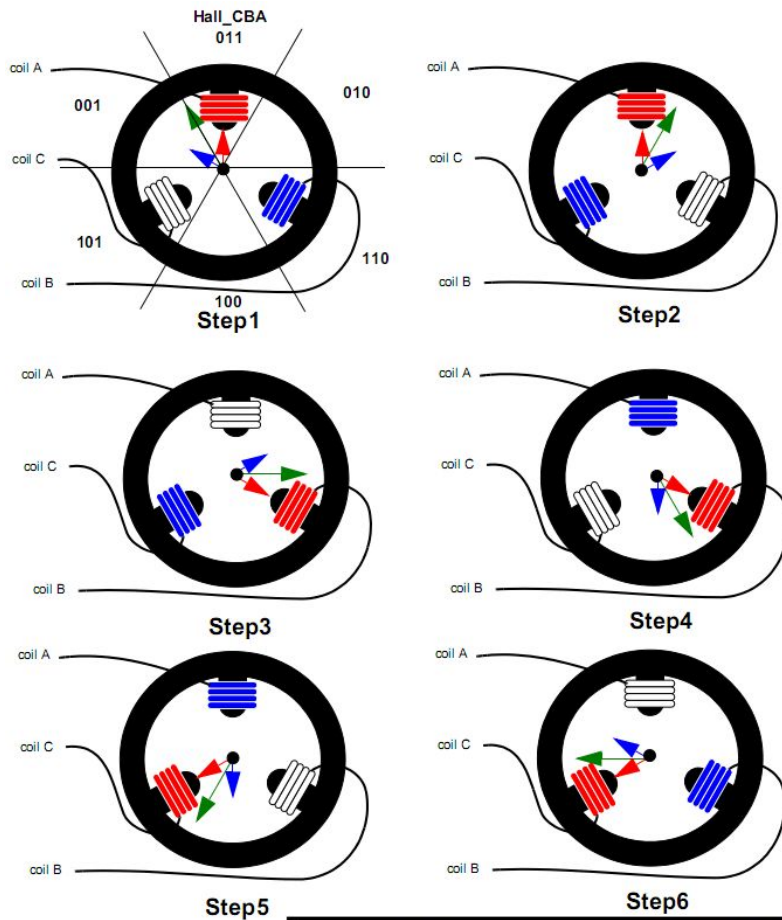 Hall_CBA
011
coil A
001
010
coil C
101
110
coil B
100
Step1
coil A
coil C
coil B
Step2
coil A
coil C
coil B
Step3
coil A
coil C
coil B
Step4
coil A
coil C
coil B
Step5
coil A
coil C
coil B
Step6